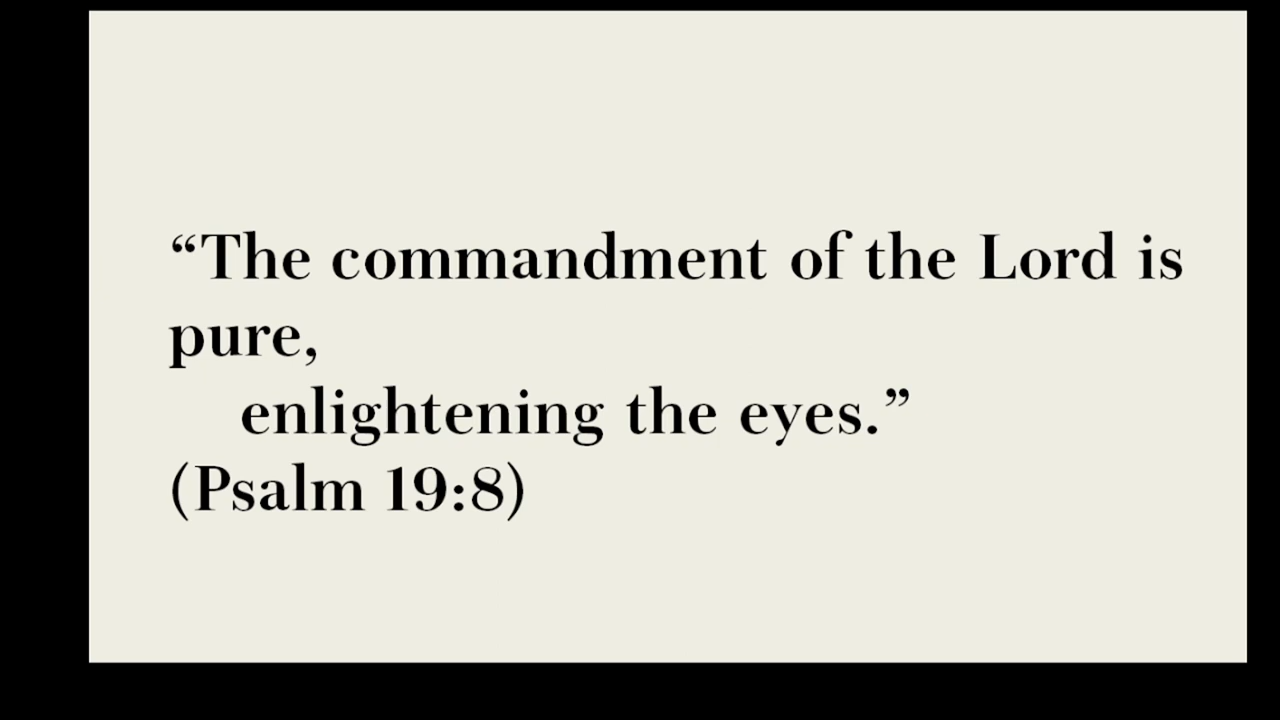 “The commandment of the Lord is
pure,
enlightening the eyes.”
(Psalm 19:8)